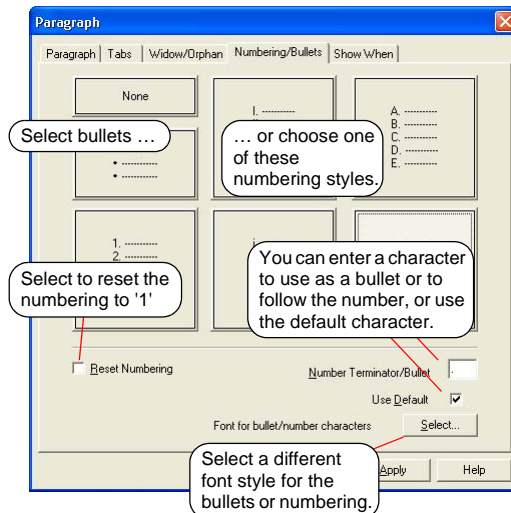 Paragraph
Paragraph Tabs Widow/Orphan Numbering/Bullets Show When
None
Select bullets …
• -----------
• -----------
I. -----------
… or choose one
of these
numbering styles.
A. -----------
B. -----------
C. -----------
D. -----------
E. -----------
1. -----------
2. -----------
Select to reset the
numbering to '1'
You can enter a character
to use as a bullet or to
follow the number, or use
the default character.
Reset Numbering
Number Terminator/Bullet .
Use Default
Font for bullet/number characters Select...
Select a different
font style for the
bullets or numbering.
Apply Help